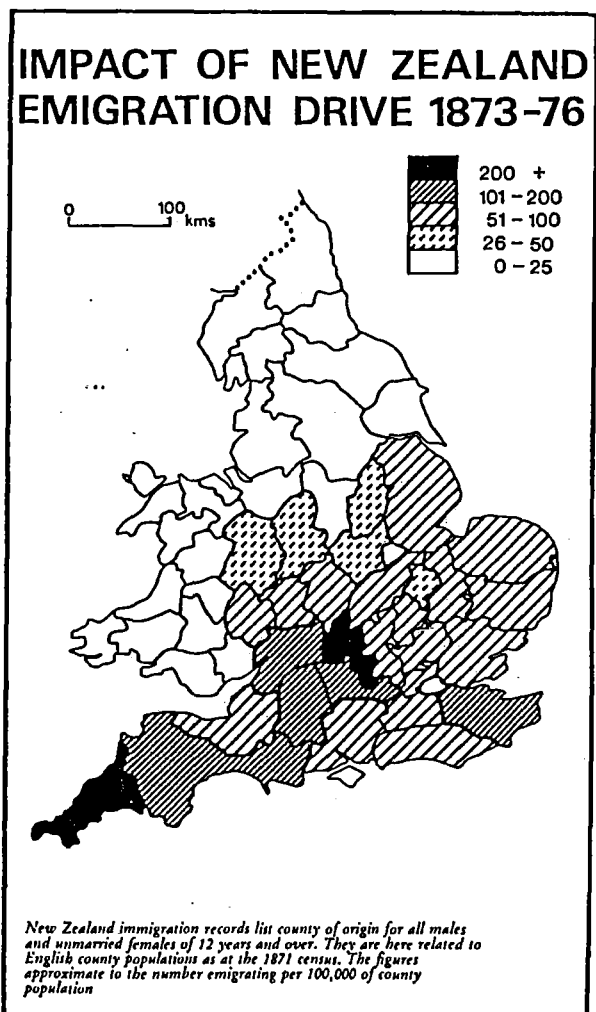 IMPACT OF NEW ZEALAND
EMIGRATION DRIVE 1873-76
200 +
101 - 200
51 - 100
26 - 50
0 - 25
0 100 kms
New Zealand immigration records list county of origin for all males
and unmarried females of 12 years and over. They are here related to
English county populations as at the 1871 census. The figures
approximate to the number emigrating per 100,000 of county
population